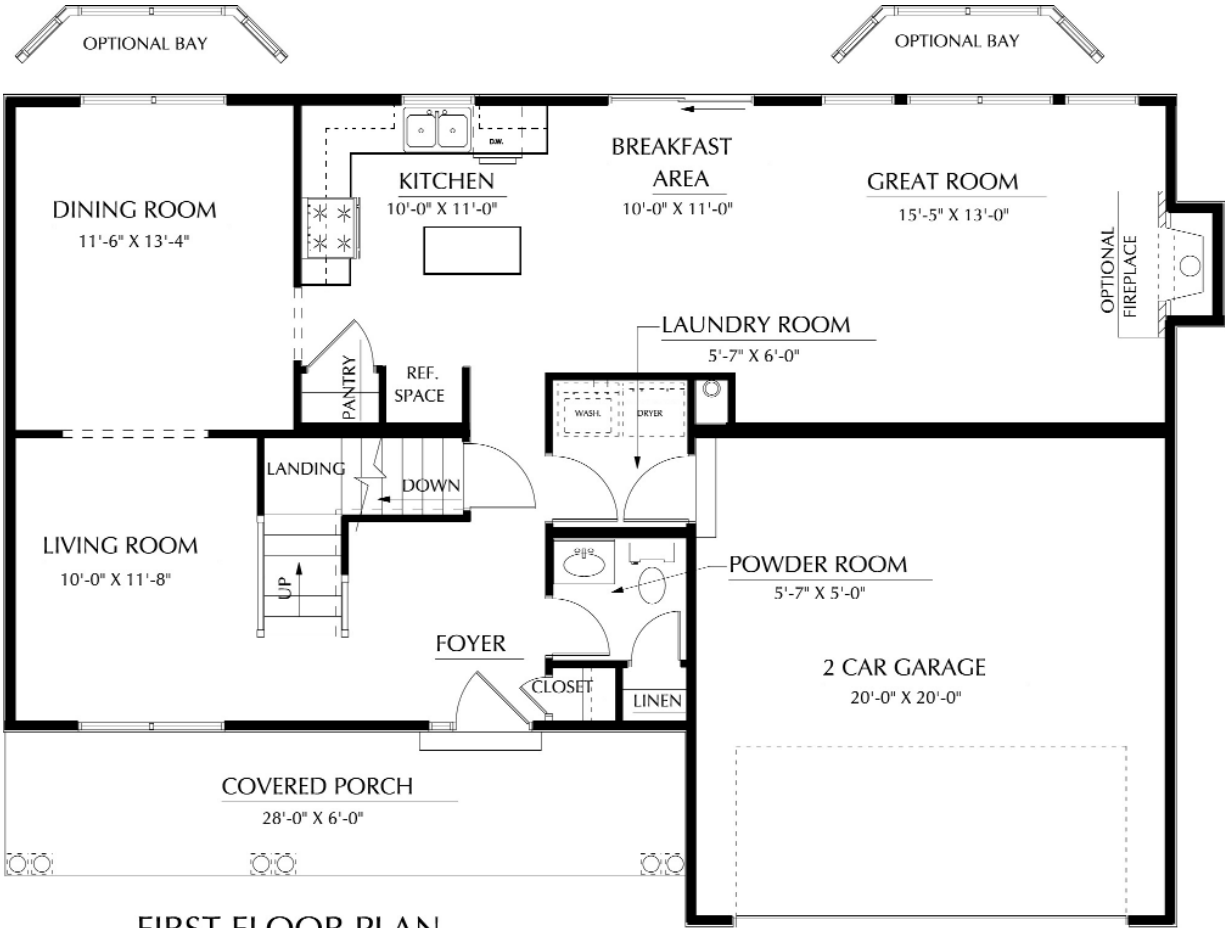 OPTIONAL BAY
OPTIONAL BAY
DINING ROOM
11'-6" X 13'-4"
D.W.
KITCHEN
10'-0" X 11'-0"
BREAKFAST
AREA
10'-0" X 11'-0"
GREAT ROOM
15'-5" X 13'-0"
OPTIONAL
FIREPLACE
LAUNDRY ROOM
5'-7" X 6'-0"
PANTRY
REF.
SPACE
WASH.
DRYER
LANDING
DOWN
LIVING ROOM
10'-0" X 11'-8"
UP
POWDER ROOM
5'-7" X 5'-0"
FOYER
CLOSET
LINEN
2 CAR GARAGE
20'-0" X 20'-0"
COVERED PORCH
28'-0" X 6'-0"
FIRST FLOOR PLAN